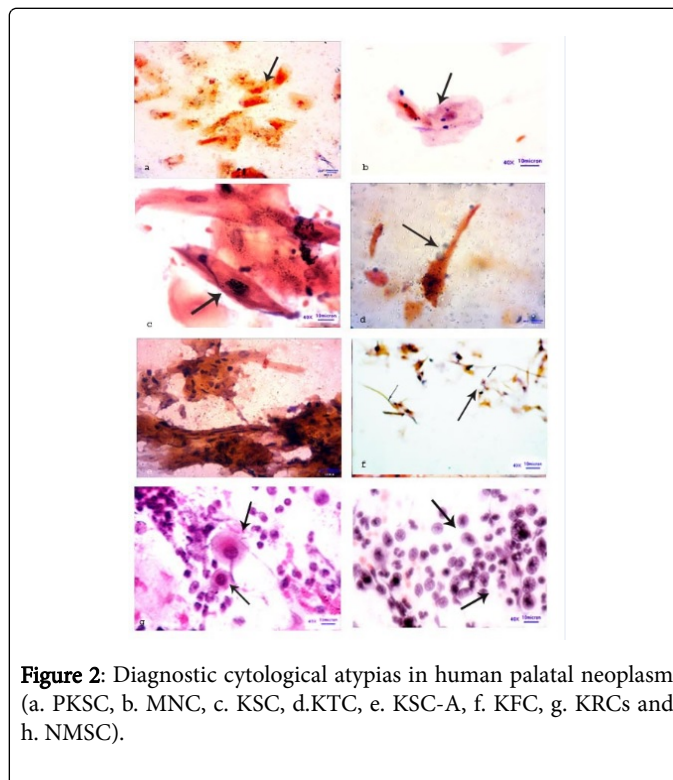 a
b
40X 10micron
c
40X 10micron
d
f
40X 10micron
g
40X 10micron
40X 10micron
Figure 2: Diagnostic cytological atypias in human palatal neoplasm
(a. PKSC, b. MNC, c. KSC, d.KTC, e. KSC-A, f. KFC, g. KRCs and
h. NMSC).